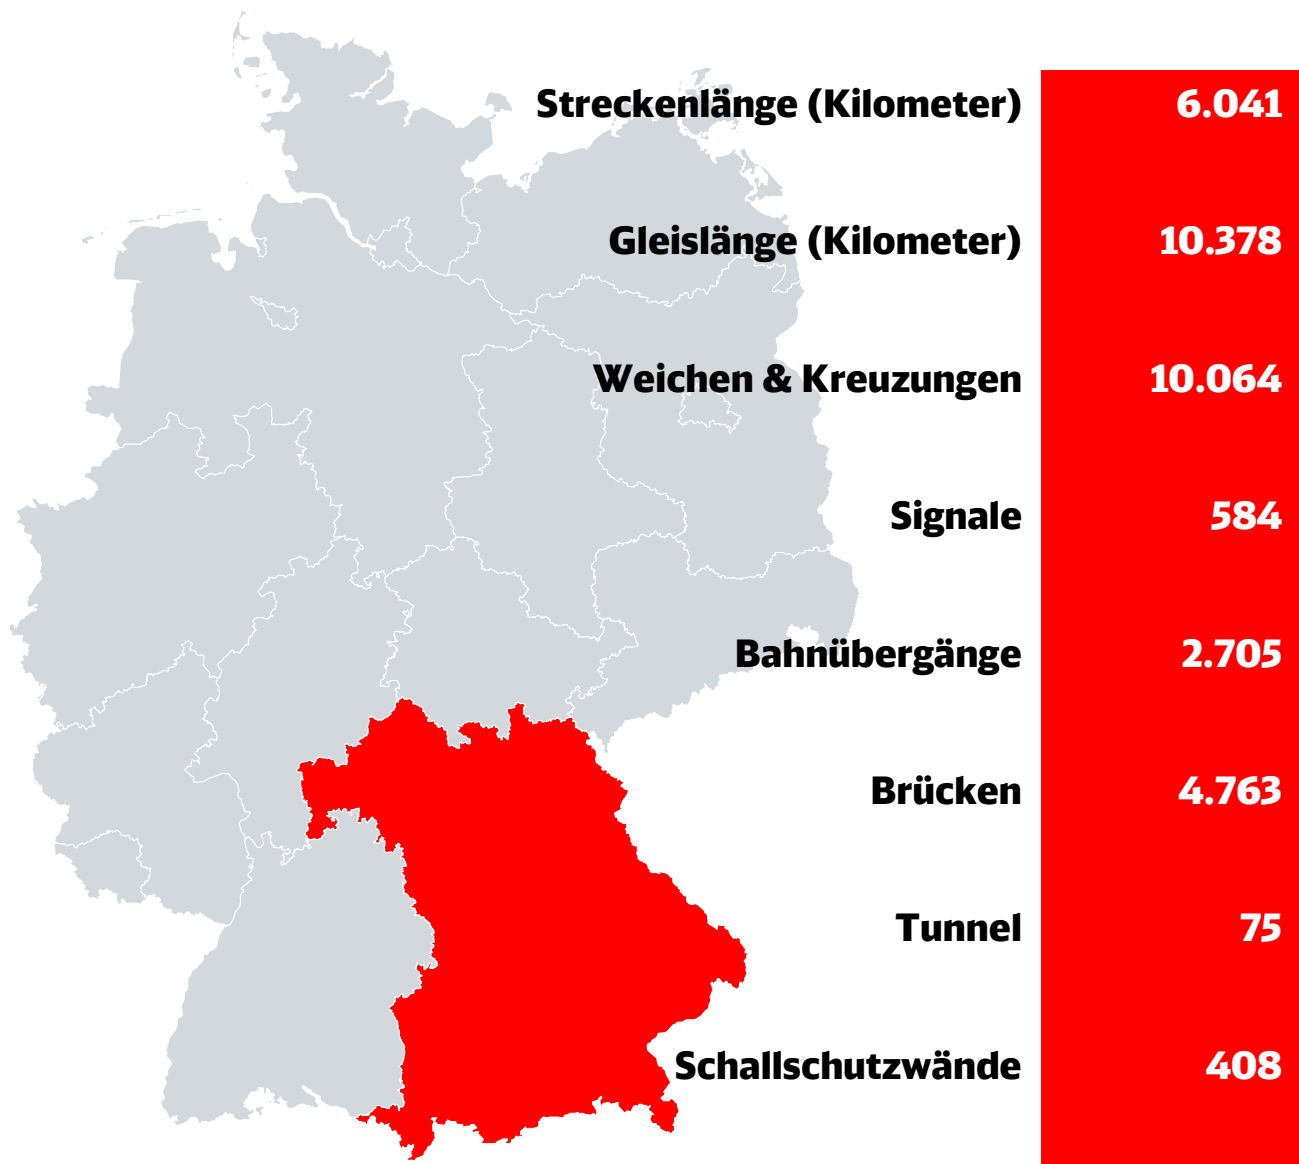 Streckenlänge (Kilometer) 6.041
Gleislänge (Kilometer) 10.378
Weichen & Kreuzungen 10.064
Signale 584
Bahnübergänge 2.705
Brücken 4.763
Tunnel 75
Schallschutzwände 408